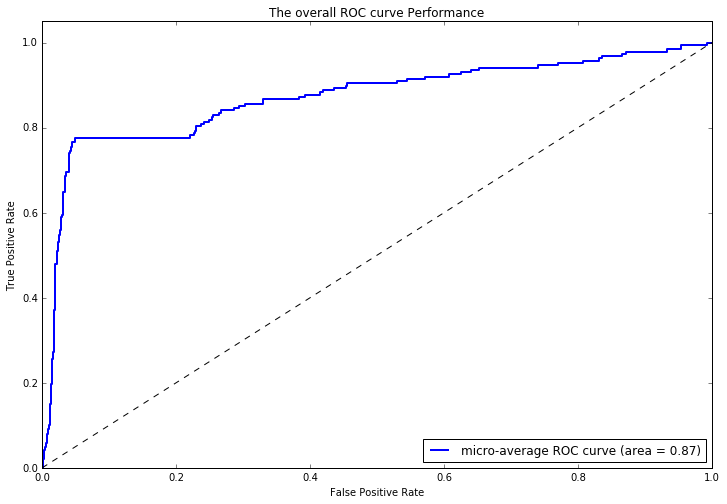 The overall ROC curve Performance
1.0
0.8
0.6
0.4
0.2
0.0
True Positive Rate
0.0 0.2 0.4 0.6 0.8 1.0
False Positive Rate
micro-average ROC curve (area = 0.87)